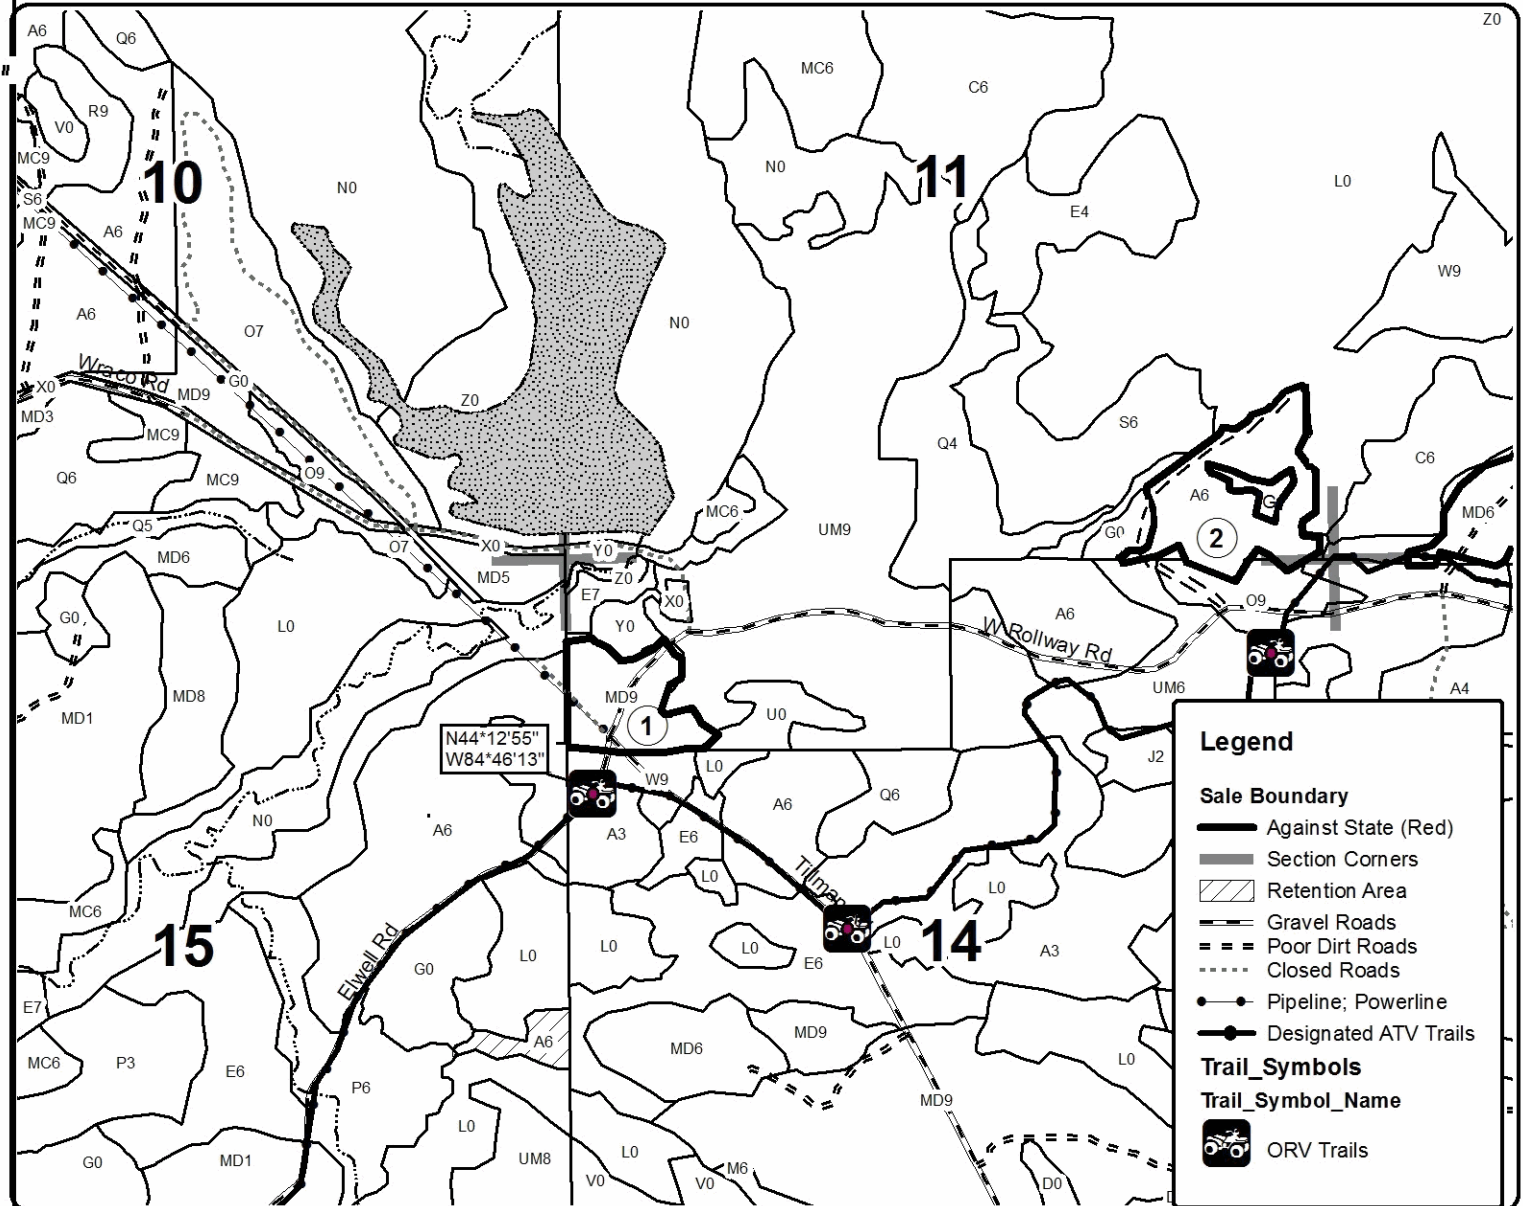 A6
Q6
Z0
MC6
C6
R9
V0
MC9
10
N0
N0
11
L0
S6
MC9
A6
E4
W9
A6
O7
N0
Wraco Rd
X0
MD9
G0
Z0
MD3
MC9
S6
Q4
C6
Q6
MC9
O9
A6
G
MC6
UM9
MD6
Q5
G0
2
O7
X0
Y0
MD6
MD5
Z0
E7
X0
O9
A6
G0
L0
Y0
W Rollway Rd
MD8
MD9
UM6
A4
MD1
1
U0
N44*12'55"
W84*46'13"
J2
L0
W9
A6
Q6
N0
A6
A3
E6
L0
Tillman
L0
MC6
15
Elwell Rd
G0
L0
L0
L0
E6
L0
14
A3
E7
A6
MD6
MD9
L0
MC6
P3
E6
P6
MD9
L0
G0
MD1
UM8
L0
V0
M6
V0
D0
Legend
Sale Boundary
Against State (Red)
Section Corners
Retention Area
Gravel Roads
Poor Dirt Roads
Closed Roads
Pipeline; Powerline
Designated ATV Trails
Trail_Symbols
Trail_Symbol_Name
ORV Trails